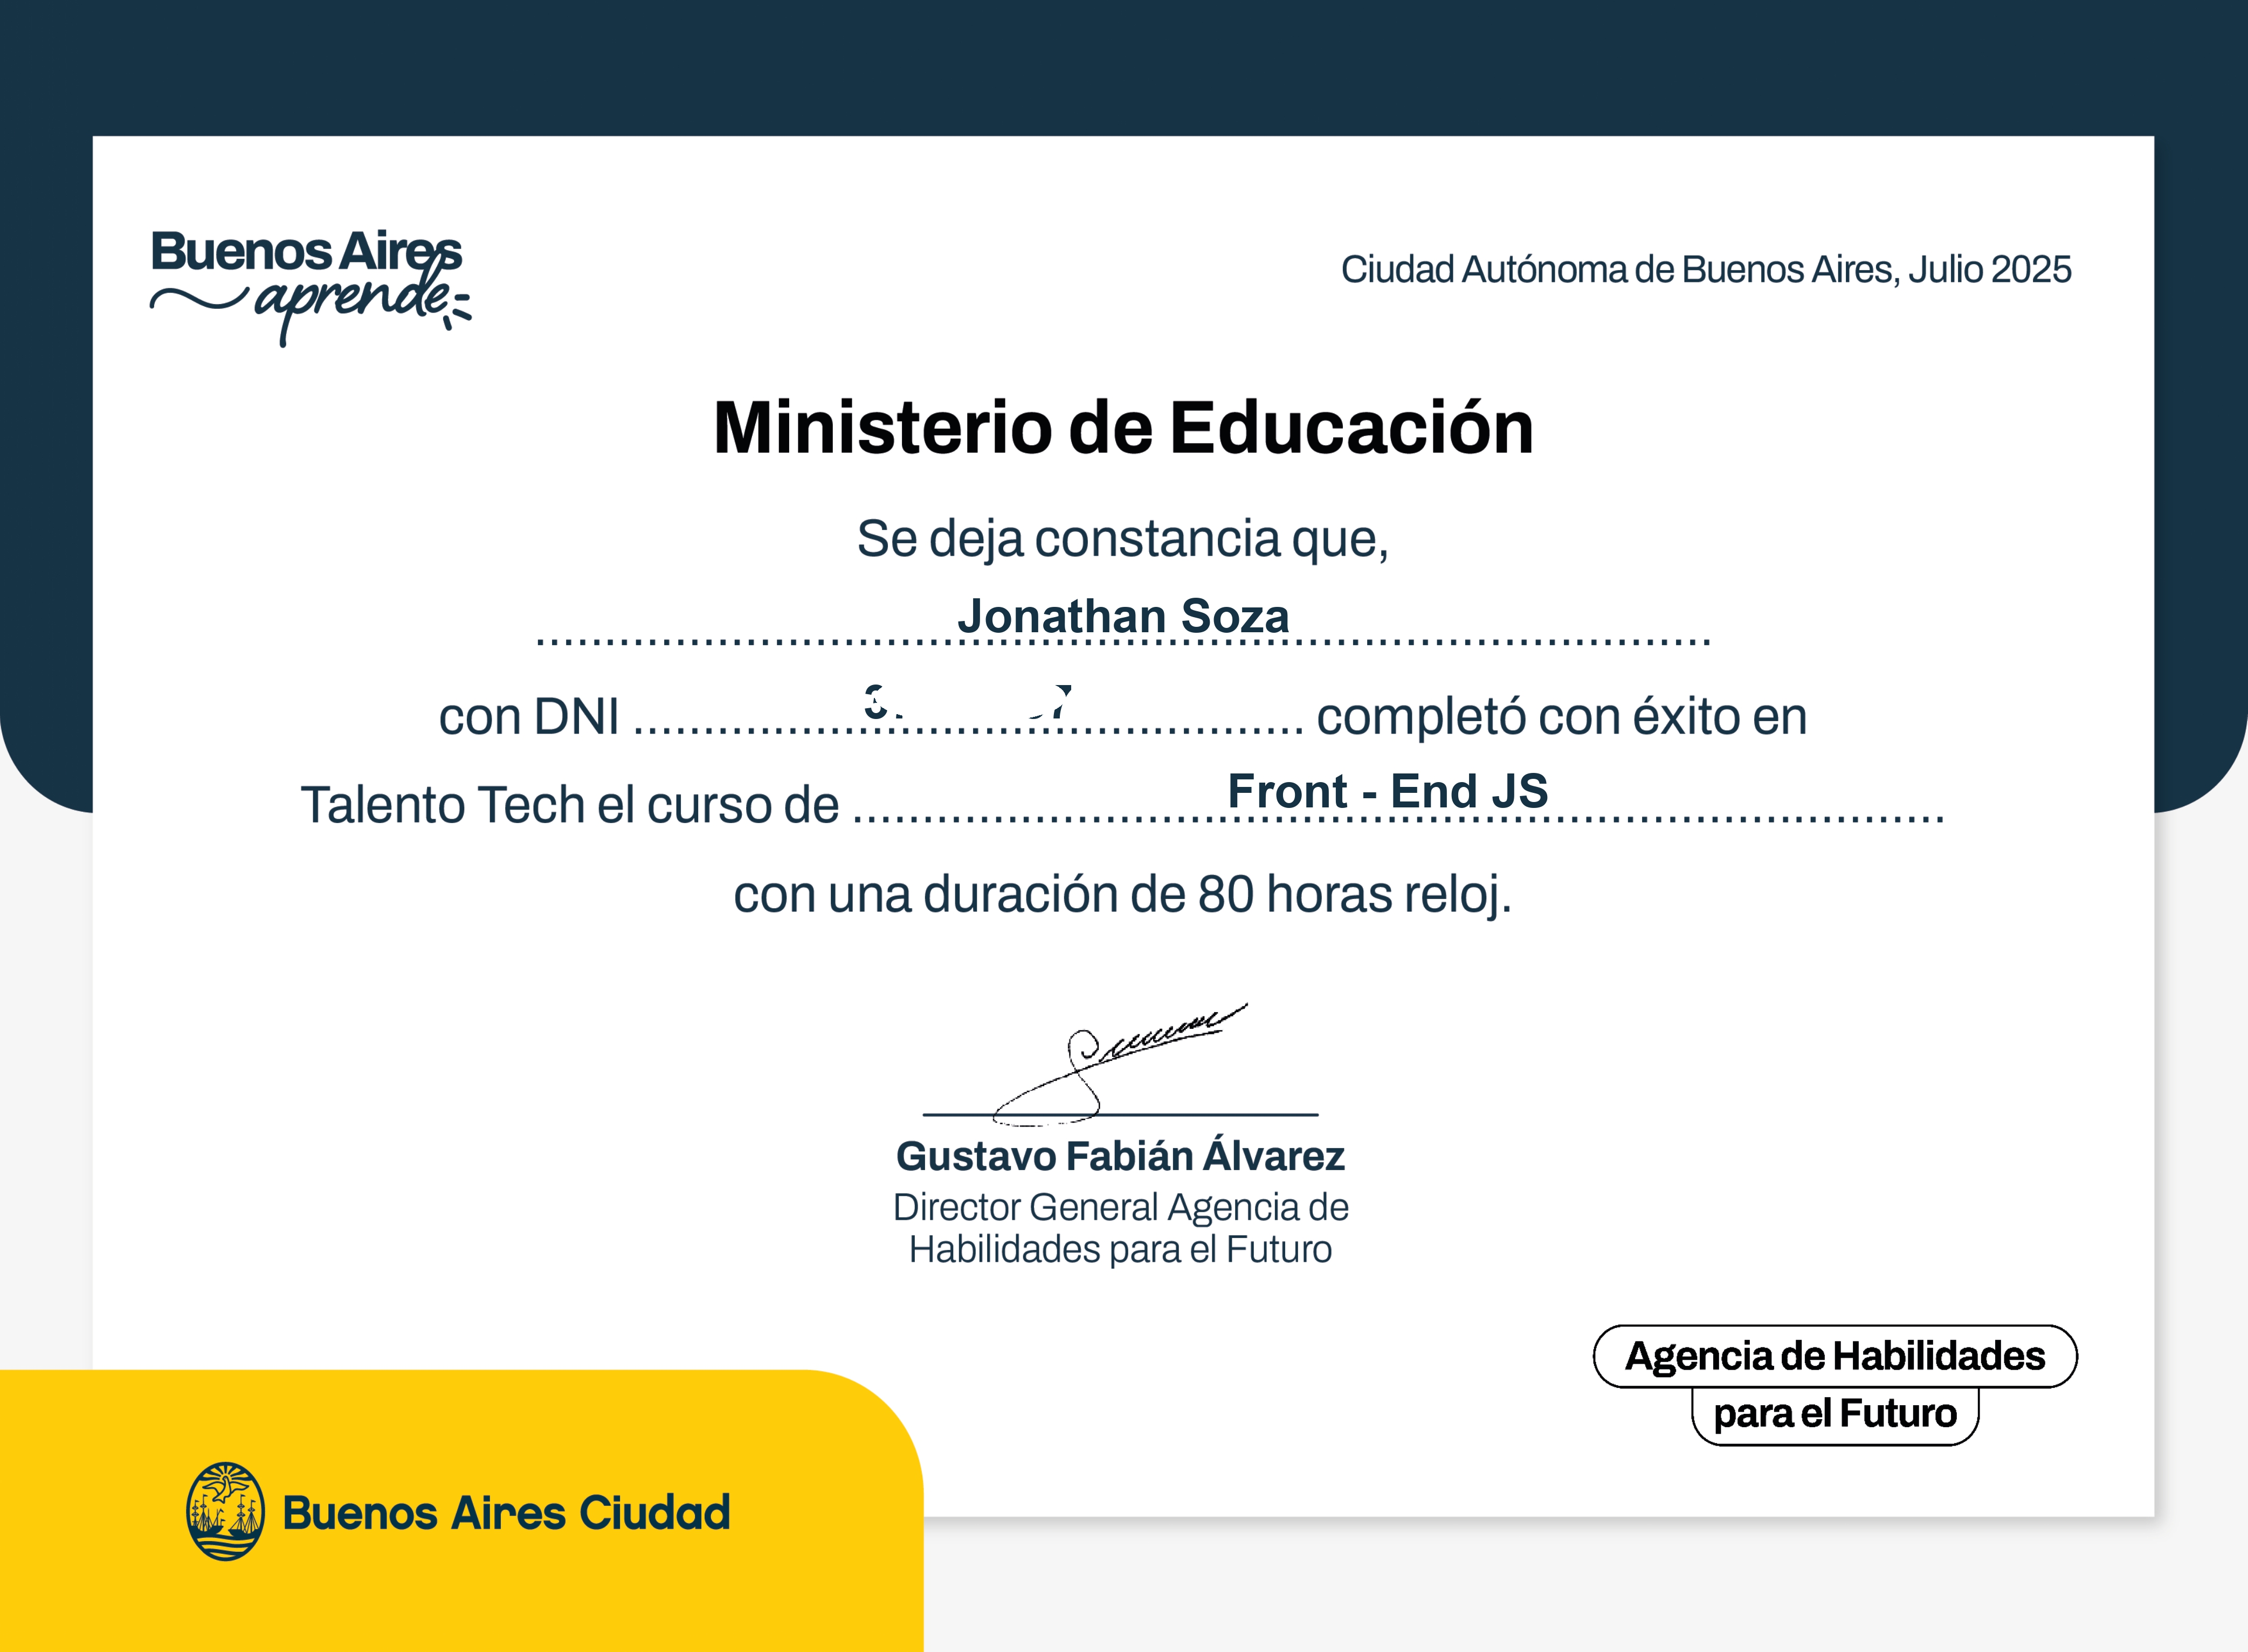 Buenos Aires
aprende
Ciudad Autónoma de Buenos Aires, Julio 2025
Ministerio de Educación
Se deja constancia que,
Jonathan Soza
con DNI ................................................ completó con éxito en
Talento Tech el curso de Front - End JS
con una duración de 80 horas reloj.
Gustavo Fabián Álvarez
Director General Agencia de
Habilidades para el Futuro
Agencia de Habilidades
para el Futuro
Buenos Aires Ciudad